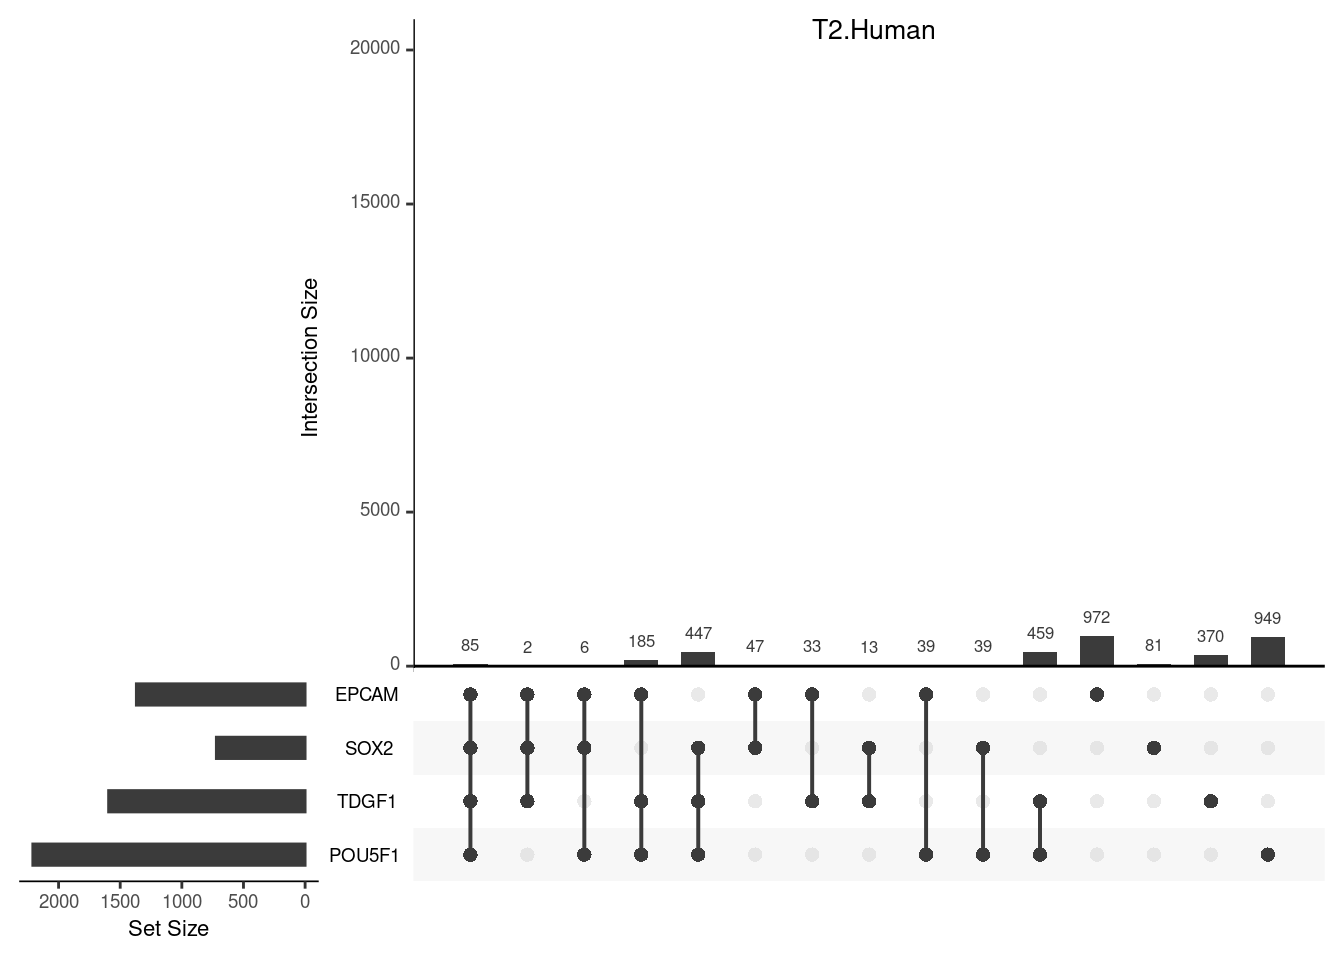 T2.Human
20000
15000
10000
5000
0
Intersection Size
85 2 6 185 447 47 33 13 39 39 459 972 81 370 949
EPCAM
SOX2
TDGF1
POU5F1
2000 1500 1000 500 0
Set Size